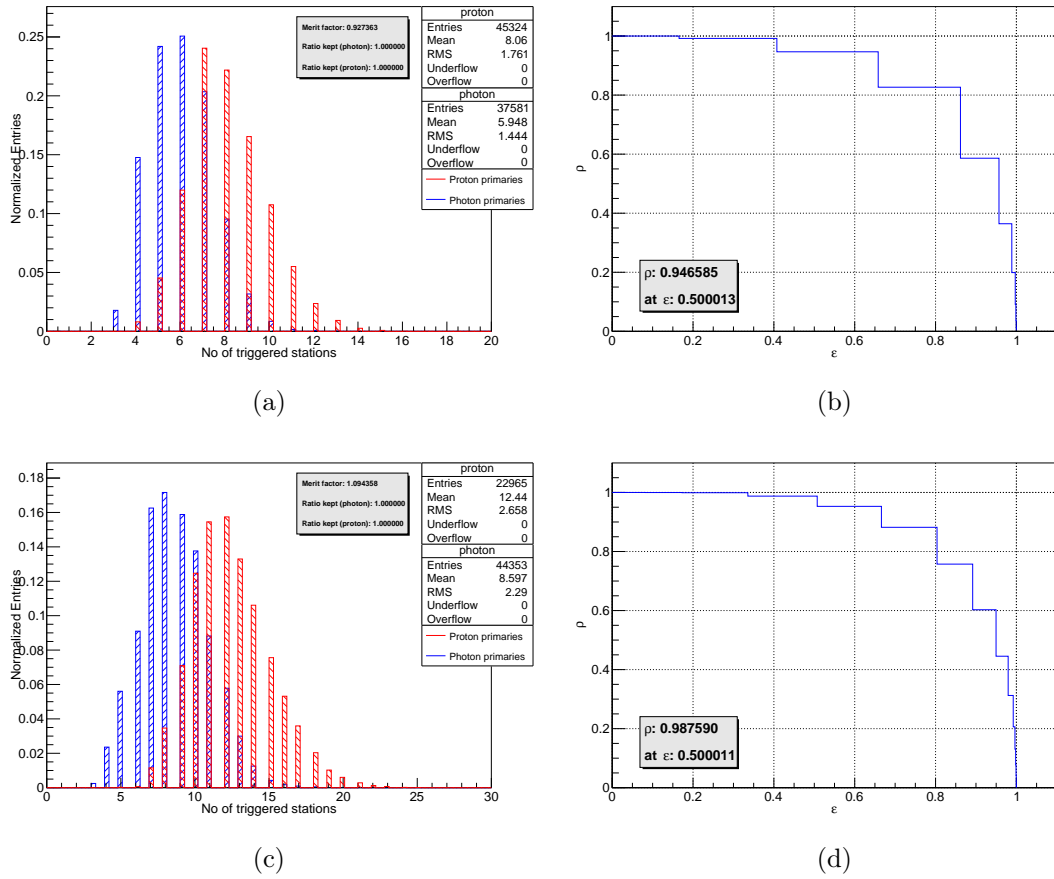 Merit factor: 0.927363
Ratio kept (photon): 1.000000
Ratio kept (proton): 1.000000
proton
Entries 45324
Mean 8.06
RMS 1.761
Underflow 0
Overflow 0
photon
Entries 37581
Mean 5.948
RMS 1.444
Underflow 0
Overflow 0
Proton primaries
Photon primaries
Normalized Entries
0.25
0.2
0.15
0.1
0.05
0
0 2 4 6 8 10 12 14 16 18 20
No of triggered stations
(a)
ρ
1
0.8
0.6
0.4
0.2
0
ρ: 0.946585
at ε: 0.500013
0 0.2 0.4 0.6 0.8 1
ε
(b)
Merit factor: 1.094358
Ratio kept (photon): 1.000000
Ratio kept (proton): 1.000000
proton
Entries 22965
Mean 12.44
RMS 2.658
Underflow 0
Overflow 0
photon
Entries 44353
Mean 8.597
RMS 2.29
Underflow 0
Overflow 0
Proton primaries
Photon primaries
Normalized Entries
0.18
0.16
0.14
0.12
0.1
0.08
0.06
0.04
0.02
0
0 5 10 15 20 25 30
No of triggered stations
(c)
ρ
1
0.8
0.6
0.4
0.2
0
ρ: 0.987590
at ε: 0.500011
0 0.2 0.4 0.6 0.8 1
ε
(d)